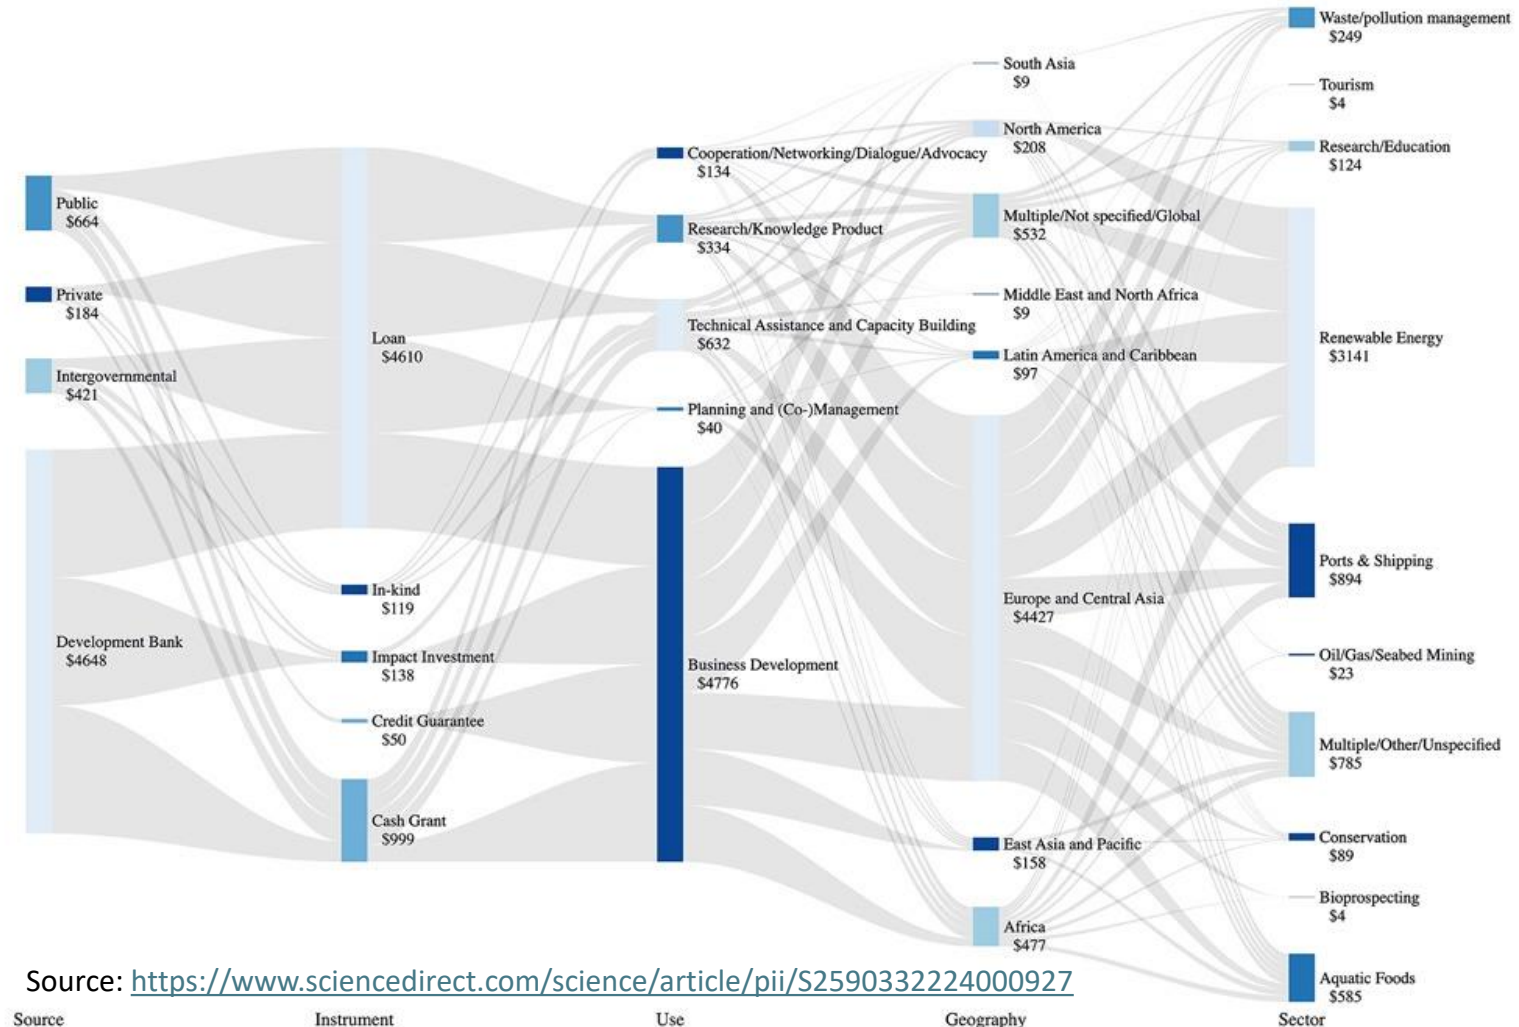 Public
$664
Private
$184
Intergovernmental
$421
Development Bank
$4648
Loan
$4610
In-kind
$119
Impact Investment
$138
Credit Guarantee
$50
Cash Grant
$999
Cooperation/Networking/Dialogue/Advocacy
$134
Research/Knowledge Product
$334
Technical Assistance and Capacity Building
$632
Planning and (Co-)Management
$40
Business Development
$4776
South Asia
$9
North America
$208
Multiple/Not specified/Global
$532
Middle East and North Africa
$9
Latin America and Caribbean
$97
Europe and Central Asia
$4427
East Asia and Pacific
$158
Africa
$477
Waste/pollution management
$249
Tourism
$4
Research/Education
$124
Renewable Energy
$3141
Ports & Shipping
$894
Oil/Gas/Seabed Mining
$23
Multiple/Other/Unspecified
$785
Conservation
$89
Bioprospecting
$4
Aquatic Foods
$585
Source: https://www.sciencedirect.com/science/article/pii/S2590332224000927
Source Instrument Use Geography Sector